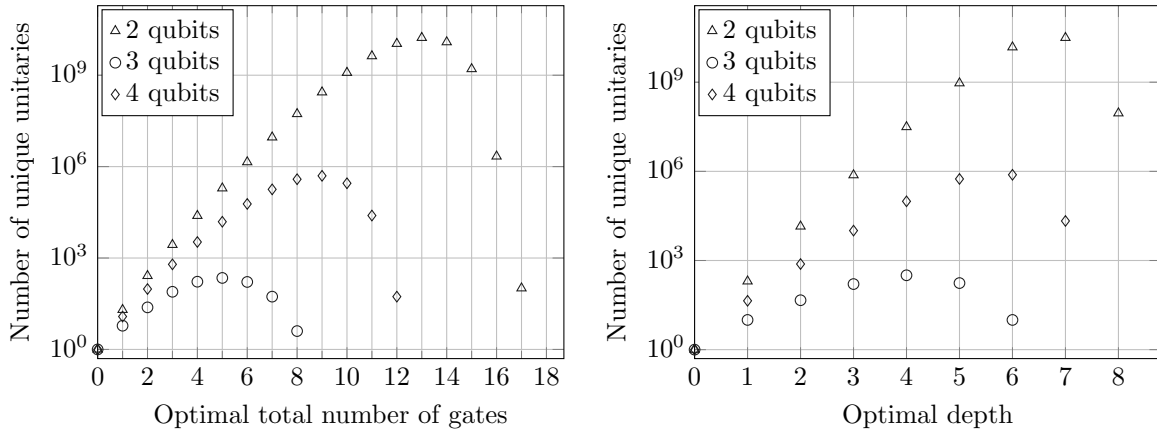 Number of unique unitaries
10^9
10^6
10^3
10^0
2 qubits
3 qubits
4 qubits
0 2 4 6 8 10 12 14 16 18
Optimal total number of gates
Number of unique unitaries
10^9
10^6
10^3
10^0
2 qubits
3 qubits
4 qubits
0 1 2 3 4 5 6 7 8
Optimal depth